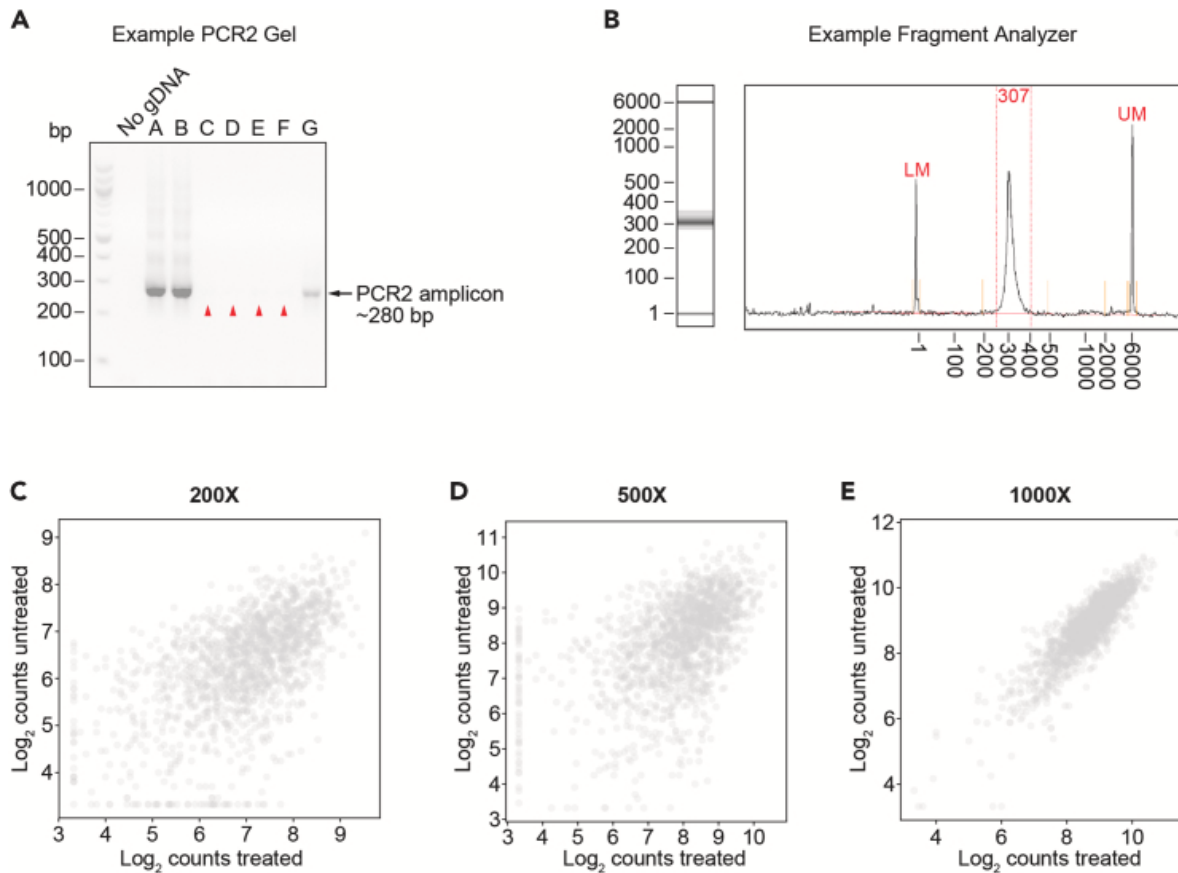 A
Example PCR2 Gel
No gDNA
bp
A B C D E F G
1000
500
400
300
200
100
PCR2 amplicon
~280 bp
B
Example Fragment Analyzer
6000
2000
1000
500
400
300
200
100
1
307
LM
UM
1
100
200
300
400
500
1000
2000
6000
C
200X
Log2 counts untreated
9
8
7
6
5
4
3 4 5 6 7 8 9
Log2 counts treated
D
500X
Log2 counts untreated
11
10
9
8
7
6
5
4
3
3 4 5 6 7 8 9 10
Log2 counts treated
E
1000X
Log2 counts untreated
12
10
8
6
4
4 6 8 10
Log2 counts treated